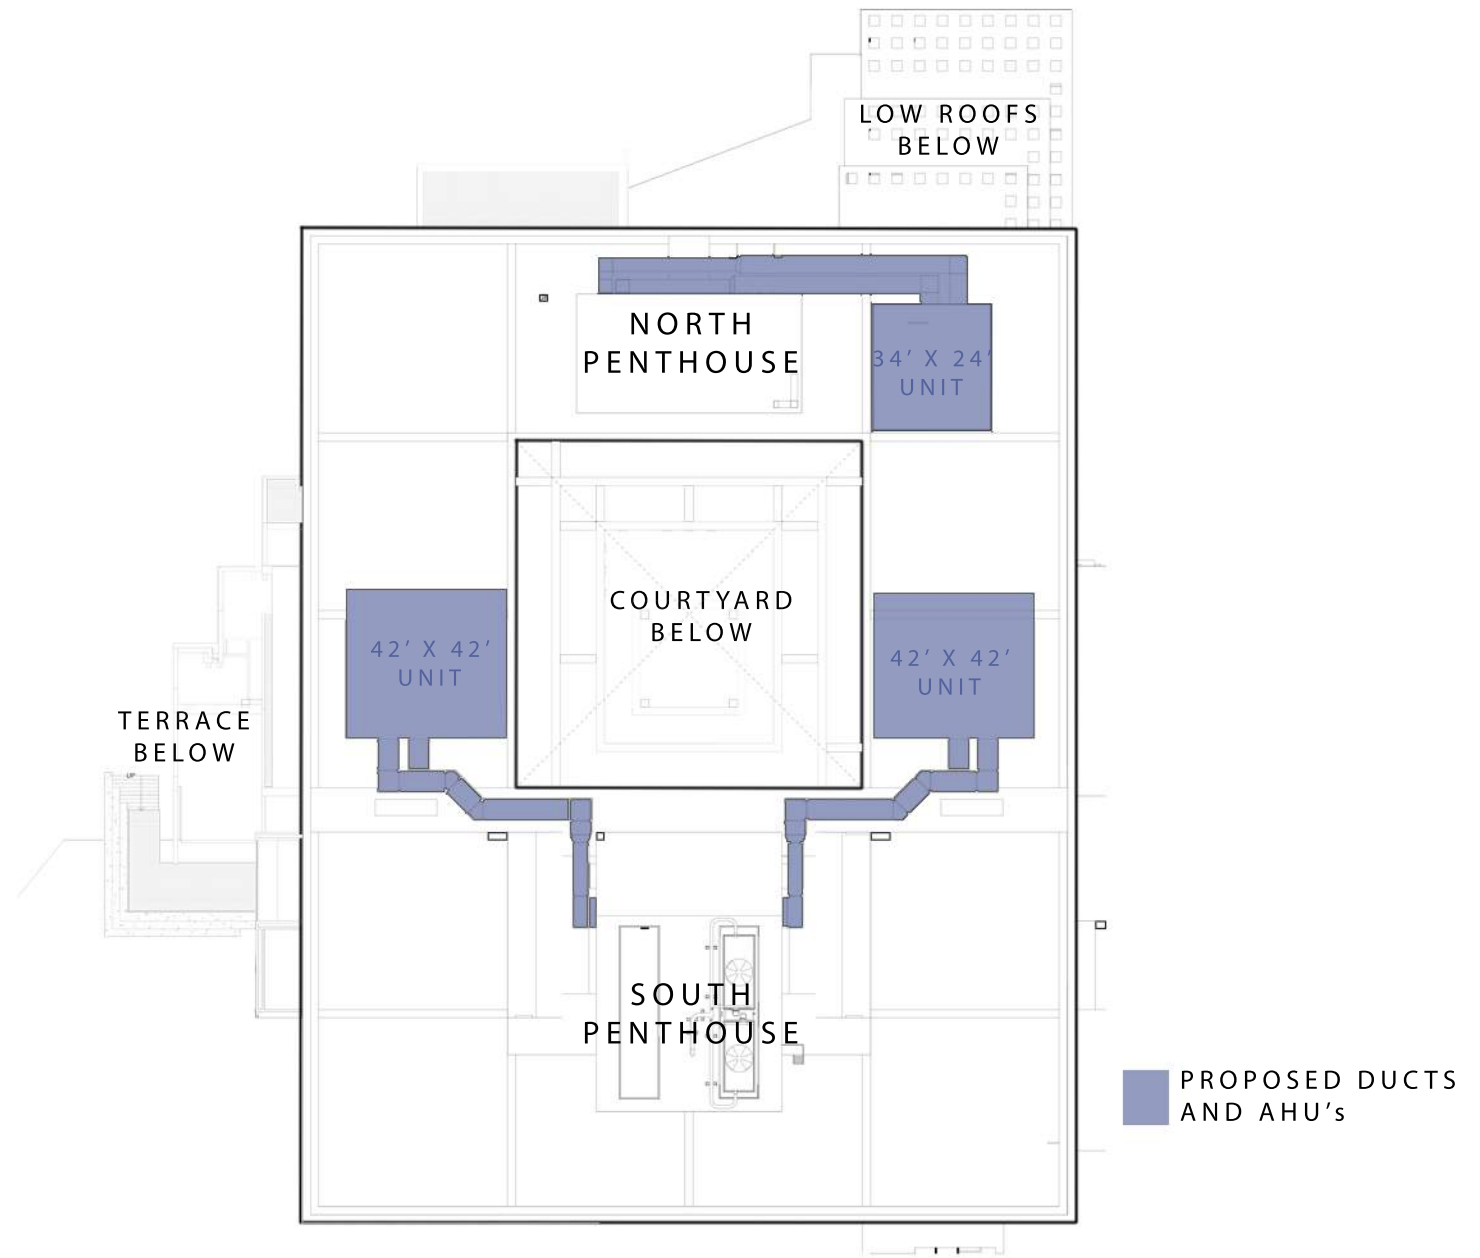 LOW ROOFS
BELOW
NORTH
PENTHOUSE
34’ X 24’
UNIT
COURTYARD
BELOW
42’ X 42’
UNIT
42’ X 42’
UNIT
TERRACE
BELOW
UP
SOUTH
PENTHOUSE
PROPOSED DUCTS
AND AHU’s